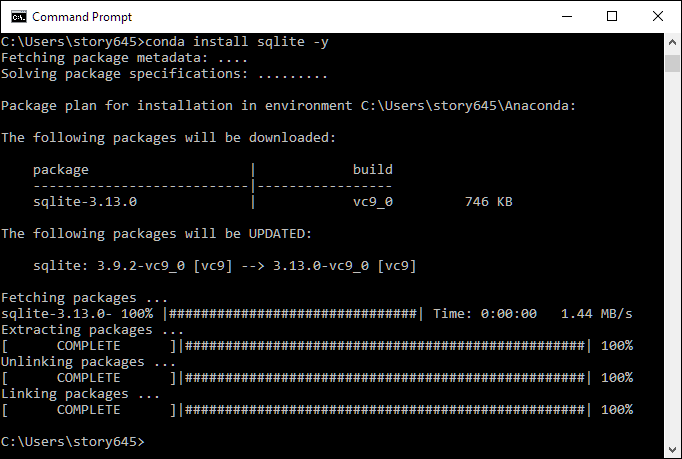 Command Prompt
C:\Users\story645>conda install sqlite -y
Fetching package metadata: ....
Solving package specifications: .........

Package plan for installation in environment C:\Users\story645\Anaconda:

The following packages will be downloaded:

    package                    |            build
    ---------------------------|-----------------
    sqlite-3.13.0              |            vc9_0         746 KB

The following packages will be UPDATED:

    sqlite: 3.9.2-vc9_0 [vc9] --> 3.13.0-vc9_0 [vc9]

Fetching packages ...
sqlite-3.13.0- 100% |###############################| Time: 0:00:00   1.44 MB/s
Extracting packages ...
[      COMPLETE      ]|##################################################| 100%
Unlinking packages ...
[      COMPLETE      ]|##################################################| 100%
Linking packages ...
[      COMPLETE      ]|##################################################| 100%

C:\Users\story645>